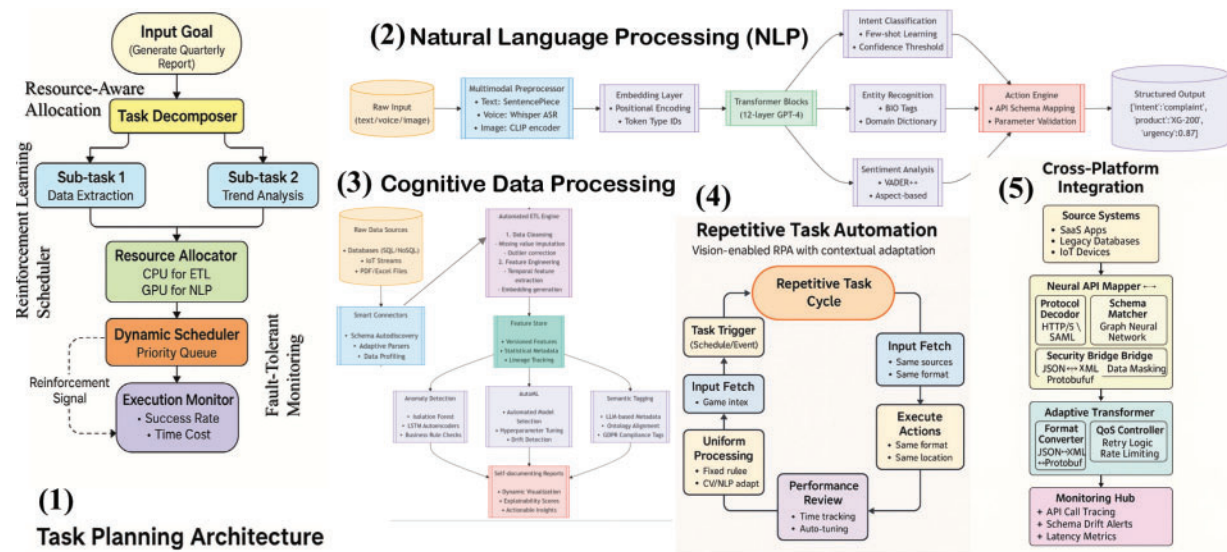 Input Goal
(Generate Quarterly
Report)
Resource-Aware
Allocation
Task Decomposer
Sub-task 1
Data Extraction
Sub-task 2
Trend Analysis
Reinforcement Learning
Scheduler
Resource Allocator
CPU for ETL
GPU for NLP
Dynamic Scheduler
Priority Queue
Reinforcement
Signal
Fault-Tolerant
Monitoring
Execution Monitor
• Success Rate
• Time Cost
(1)
Task Planning Architecture
(2) Natural Language Processing (NLP)
Raw Input
(text/voice/image)
Multimodal Preprocessor
• Text: SentencePiece
• Voice: Whisper ASR
• Image: CLIP encoder
Embedding Layer
• Positional Encoding
• Token Type IDs
Transformer Blocks
(12-layer GPT-4)
Intent Classification
• Few-shot Learning
• Confidence Threshold
Entity Recognition
• BIO Tags
• Domain Dictionary
Sentiment Analysis
• VADER++
• Aspect-based
Action Engine
• API Schema Mapping
• Parameter Validation
Structured Output
['intent':'complaint',
'product':'XG-200',
'urgency':0.87]
(3) Cognitive Data Processing
Raw Data Sources
• Databases (SQL/NoSQL)
• IoT Streams
• PDF/Excel Files
Smart Connectors
• Schema Autodiscovery
• Adaptive Parsers
• Data Profiling
Automated ETL Engine
1. Data Cleansing
- Missing value imputation
- Outlier correction
2. Feature Engineering
- Temporal feature
extraction
- Embedding generation
Feature Store
• Versioned Features
• Statistical Metadata
• Lineage Tracking
Anomaly Detection
• Isolation Forest
• LSTM Autoencoders
• Business Rule Checks
AutoML
• Automated Model
Selection
• Hyperparameter Tuning
• Drift Detection
Semantic Tagging
• LLM-based Metadata
• Ontology Alignment
• GDPR Compliance Tags
Self-documenting Reports
• Dynamic Visualization
• Explainability Scores
• Actionable Insights
(4)
Repetitive Task Automation
Vision-enabled RPA with contextual adaptation
Repetitive Task
Cycle
Task Trigger
(Schedule/Event)
Input Fetch
• Same sources
• Same format
Input Fetch
• Game intex
Execute
Actions
• Same format
• Same location
Uniform
Processing
• Fixed rulee
• CV/NLP adapt
Performance
Review
• Time tracking
• Auto-tuning
(5)
Cross-Platform
Integration
Source Systems
• SaaS Apps
• Legacy Databases
• IoT Devices
Neural API Mapper ←→
Protocol
Decodor
HTTP/S \
SAML
Schema
Matcher
Graph Neural
Network
Security Bridge Bridge
JSON↔XML Data Masking
Protobufuf
Adaptive Transformer
Format
Converter
JSON↔XML
↔Protobuf
QoS Controller
Retry Logic
Rate Limiting
Monitoring Hub
+ API Call Tracing
+ Schema Drift Alerts
+ Latency Metrics